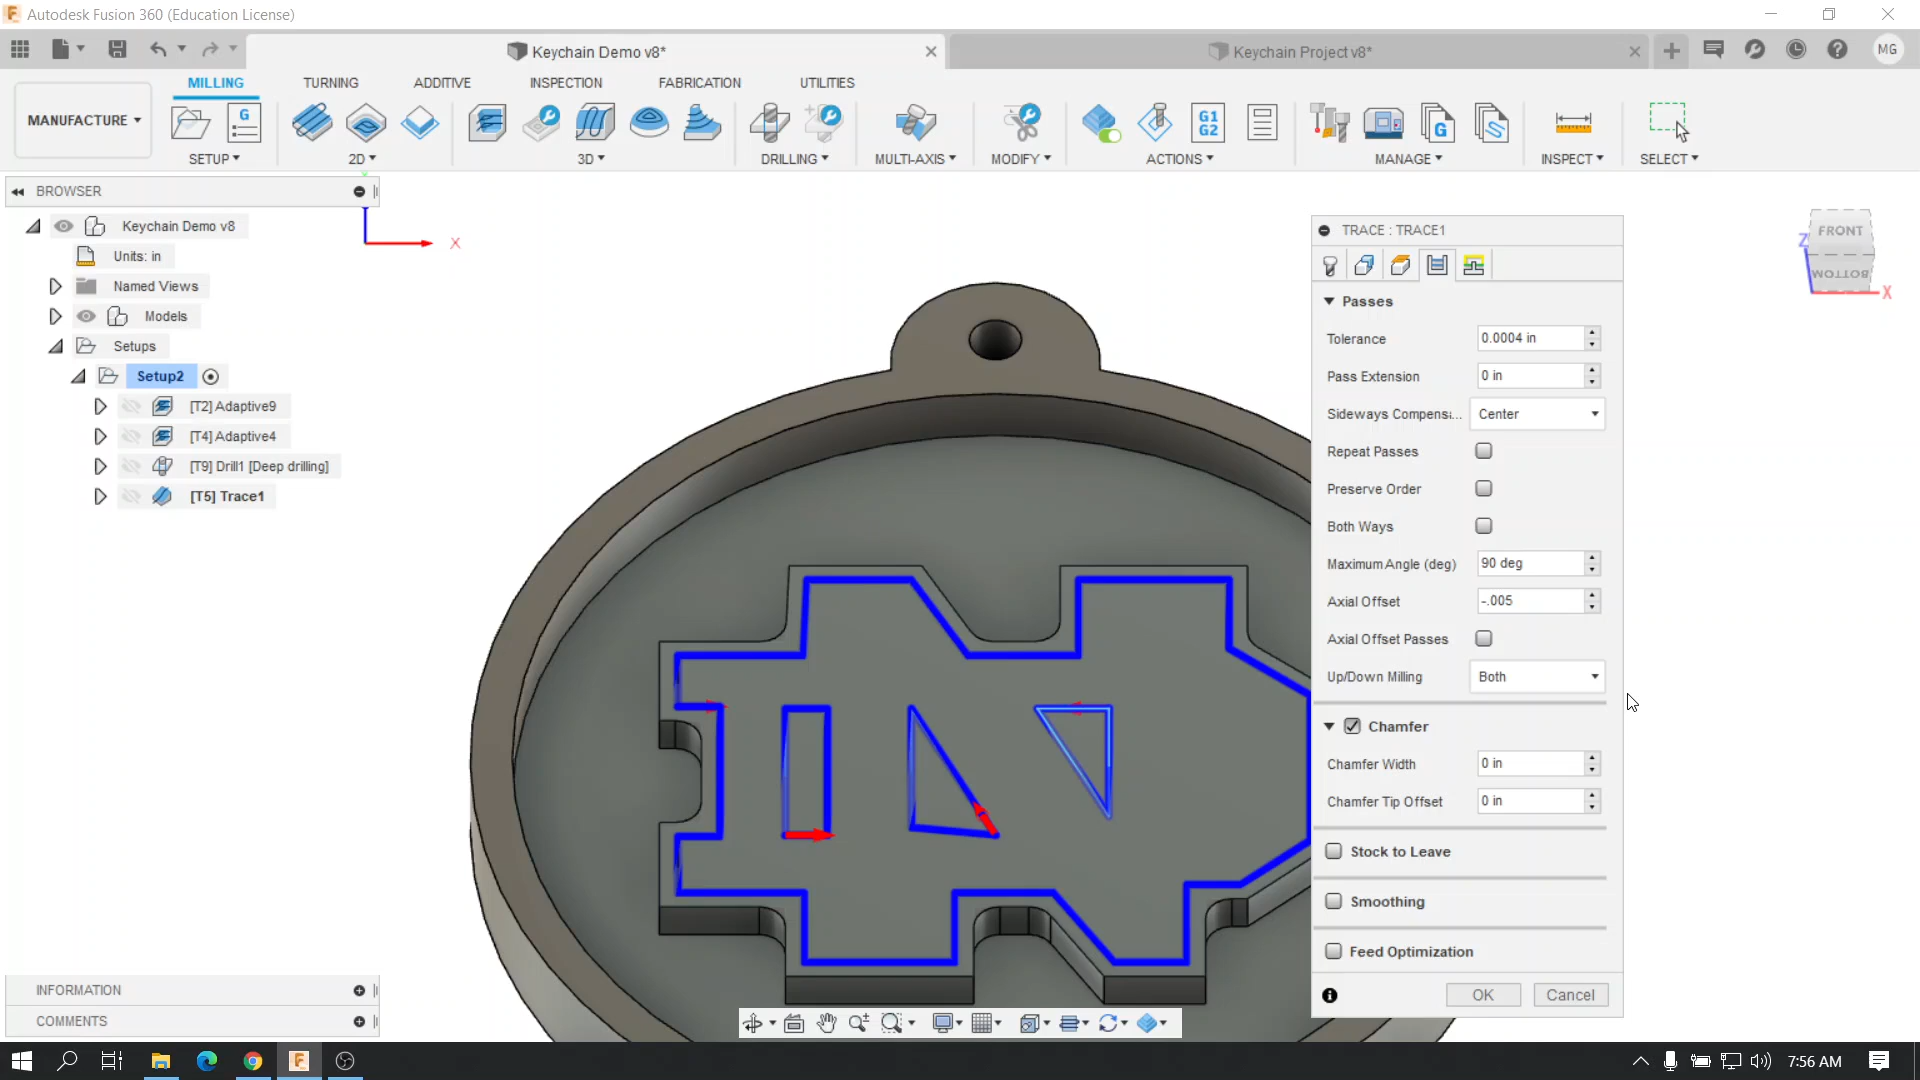 Autodesk Fusion 360 (Education License)
Keychain Demo v8*
Keychain Project v8*
MG
MILLING
TURNING
ADDITIVE
INSPECTION
FABRICATION
UTILITIES
MANUFACTURE
G
G1
G2
G
SETUP
2D
3D
DRILLING
MULTI-AXIS
MODIFY
ACTIONS
MANAGE
INSPECT
SELECT
BROWSER
Keychain Demo v8
Units: in
Named Views
Models
Setups
Setup2
[T2] Adaptive9
[T4] Adaptive4
[T9] Drill1 [Deep drilling]
[T5] Trace1
X
FRONT
BOTTOM
Z
X
TRACE : TRACE1
Passes
Tolerance 0.0004 in
Pass Extension 0 in
Sideways Compensi... Center
Repeat Passes
Preserve Order
Both Ways
Maximum Angle (deg) 90 deg
Axial Offset -.005
Axial Offset Passes
Up/Down Milling Both
Chamfer
Chamfer Width 0 in
Chamfer Tip Offset 0 in
Stock to Leave
Smoothing
Feed Optimization
OK Cancel
INFORMATION
COMMENTS
7:56 AM